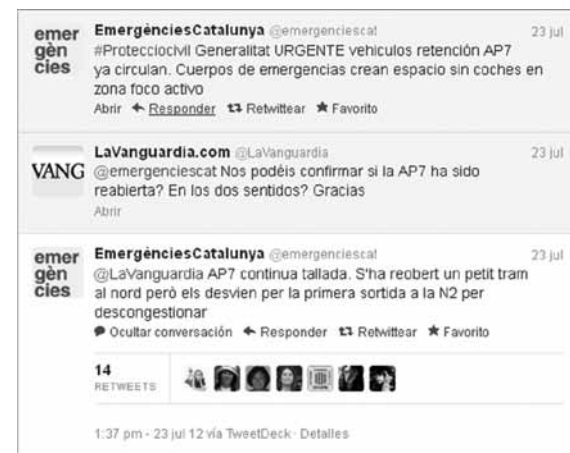 emer
gèn
cies
EmergènciesCatalunya @emergenciescat 23 jul
#Protecciocivil Generalitat URGENTE vehiculos retención AP7
ya circulan. Cuerpos de emergencias crean espacio sin coches en
zona foco activo
Abrir Responder Retwittear Favorito
VANG
LaVanguardia.com @LaVanguardia 23 jul
@emergenciescat Nos podéis confirmar si la AP7 ha sido
reabierta? En los dos sentidos? Gracias
Abrir
emer
gèn
cies
EmergènciesCatalunya @emergenciescat 23 jul
@LaVanguardia AP7 continua tallada. S'ha reobert un petit tram
al nord però els desvien per la primera sortida a la N2 per
descongestionar
Ocultar conversación Responder Retwittear Favorito
14
RETWEETS
1:37 pm - 23 jul 12 vía TweetDeck · Detalles